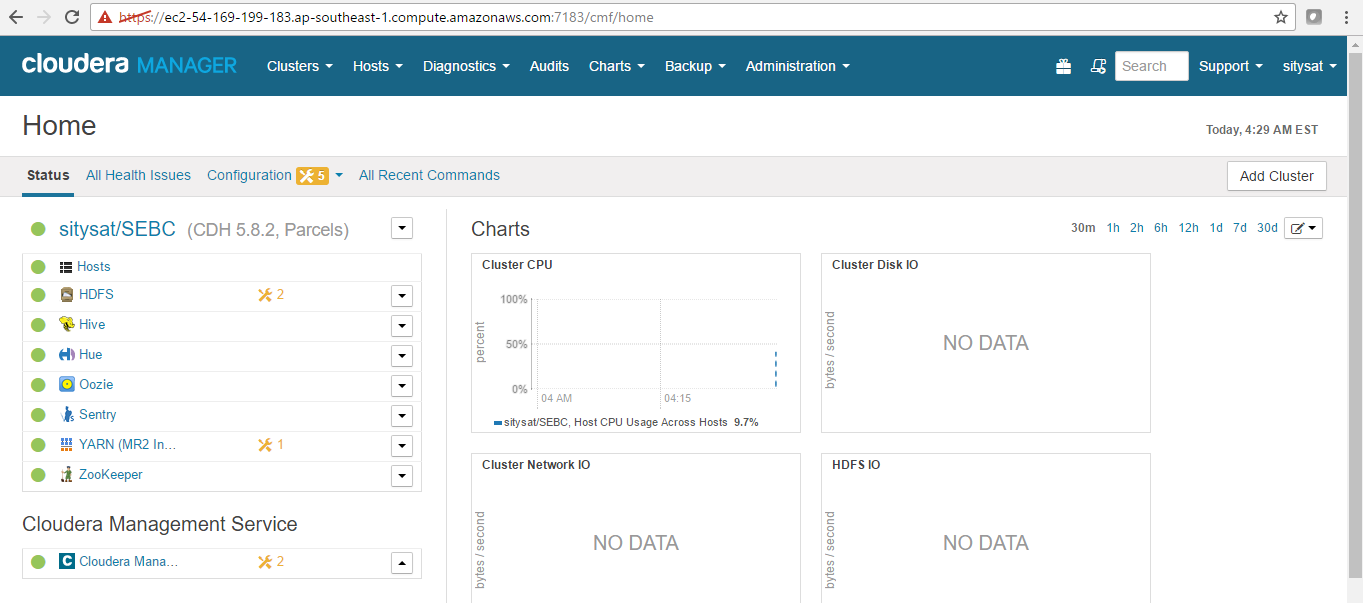 https://ec2-54-169-199-183.ap-southeast-1.compute.amazonaws.com:7183/cmf/home
cloudera MANAGER Clusters Hosts Diagnostics Audits Charts Backup Administration Search Support sitysat
Home
Today, 4:29 AM EST
Status All Health Issues Configuration 5 All Recent Commands Add Cluster
sitysat/SEBC (CDH 5.8.2, Parcels)
Hosts
HDFS 2
Hive
Hue
Oozie
Sentry
YARN (MR2 In... 1
ZooKeeper
Cloudera Management Service
C Cloudera Mana... 2
Charts
30m 1h 2h 6h 12h 1d 7d 30d
Cluster CPU
percent
100%
50%
0%
04 AM 04:15
sitysat/SEBC, Host CPU Usage Across Hosts 9.7%
Cluster Disk IO
bytes / second
NO DATA
Cluster Network IO
bytes / second
NO DATA
HDFS IO
bytes / second
NO DATA